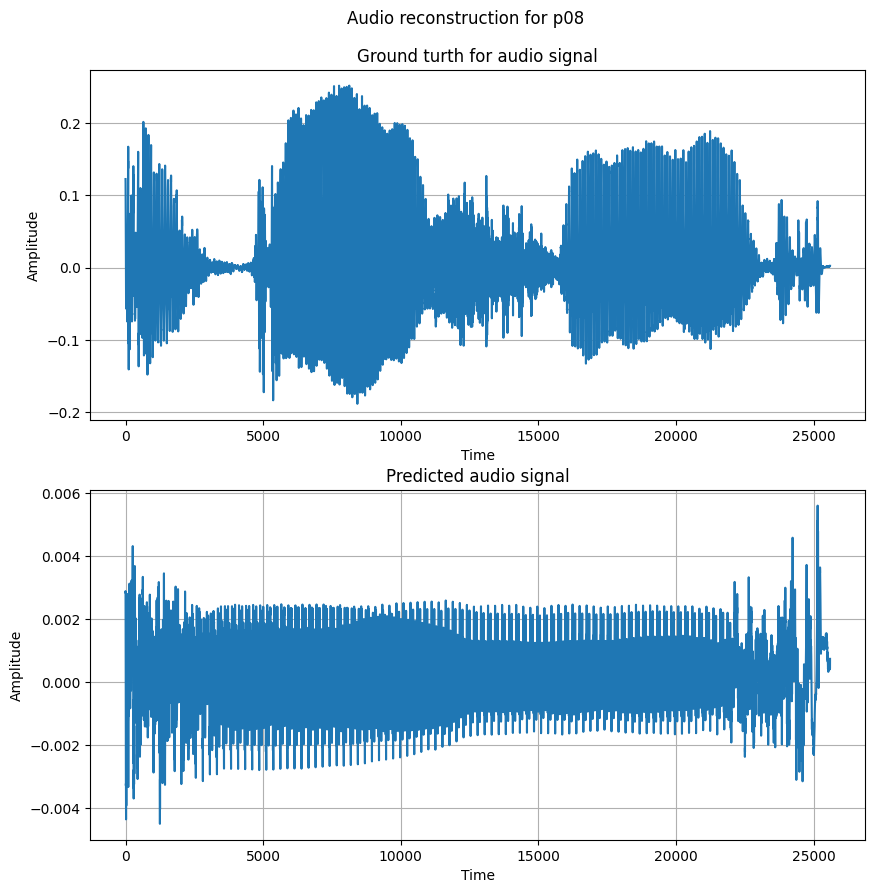 Audio reconstruction for p08
Ground turth for audio signal
0.2
0.1
0.0
−0.1
−0.2
Amplitude
0 5000 10000 15000 20000 25000
Time
Predicted audio signal
0.006
0.004
0.002
0.000
−0.002
−0.004
Amplitude
0 5000 10000 15000 20000 25000
Time